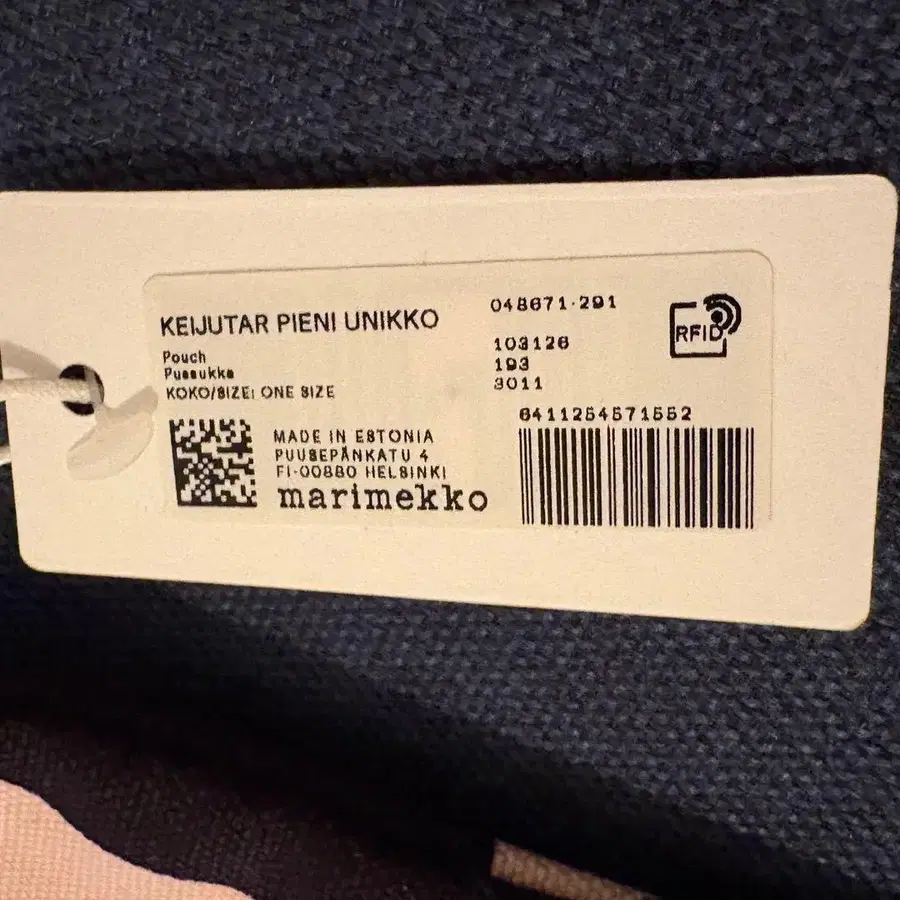 KEIJUTAR PIENI UNIKKO
Pouch
Pussukka
KOKO/SIZE: ONE SIZE
MADE IN ESTONIA
PUUSEPÄNKATU 4
FI-00880 HELSINKI
marimekko
048671-291
103126
193
3011
6411254571552
RFID